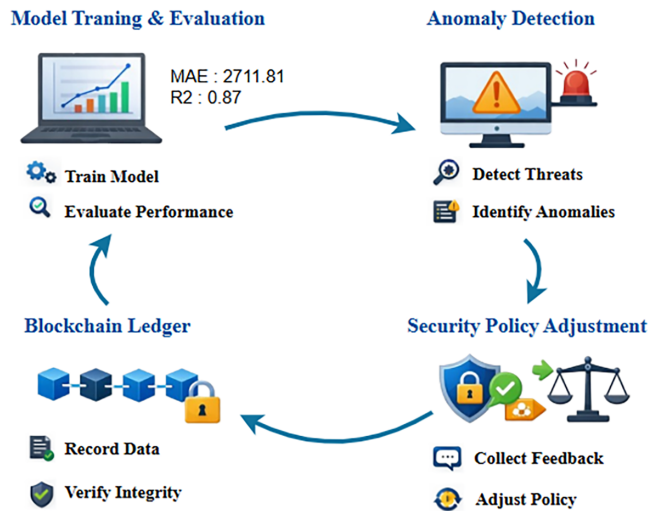 Model Traning & Evaluation
MAE : 2711.81
R2 : 0.87
Train Model
Evaluate Performance
Anomaly Detection
Detect Threats
Identify Anomalies
Security Policy Adjustment
Collect Feedback
Adjust Policy
Blockchain Ledger
Record Data
Verify Integrity